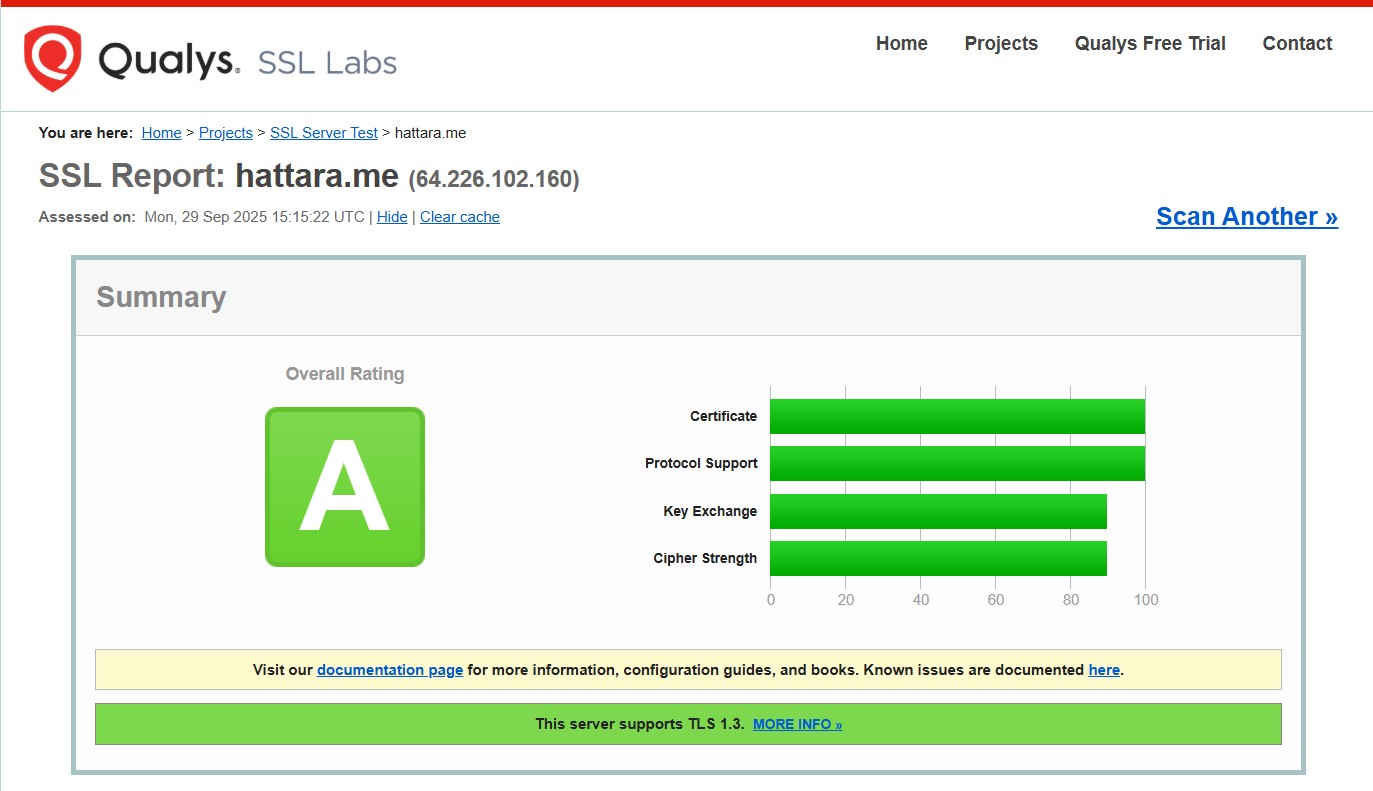 Qualys. SSL Labs
Home Projects Qualys Free Trial Contact
You are here: Home > Projects > SSL Server Test > hattara.me
SSL Report: hattara.me (64.226.102.160)
Assessed on: Mon, 29 Sep 2025 15:15:22 UTC | Hide | Clear cache
Scan Another »
Summary
Overall Rating
A
Certificate
Protocol Support
Key Exchange
Cipher Strength
0 20 40 60 80 100
Visit our documentation page for more information, configuration guides, and books. Known issues are documented here.
This server supports TLS 1.3. MORE INFO »